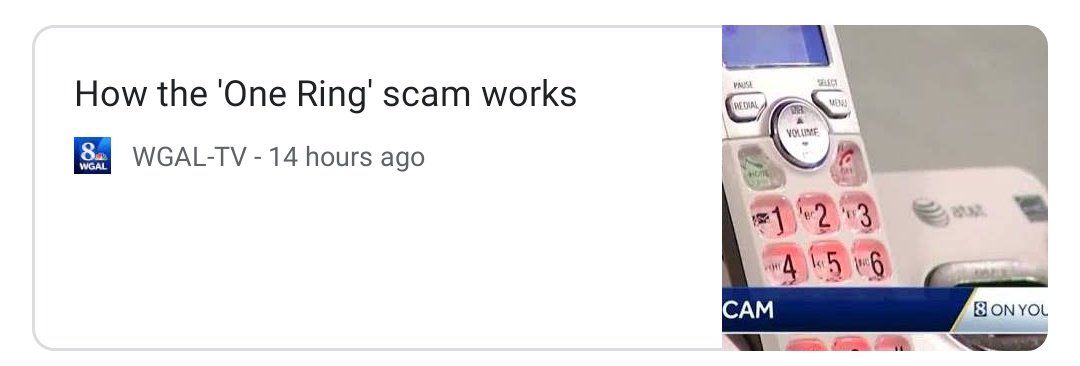 How the 'One Ring' scam works
8
WGAL
WGAL-TV - 14 hours ago
PAUSE
SELECT
REDIAL
MENU
VOLUME
OFF
1
2
3
at&t
4
5
6
CAM
8 ON YOU